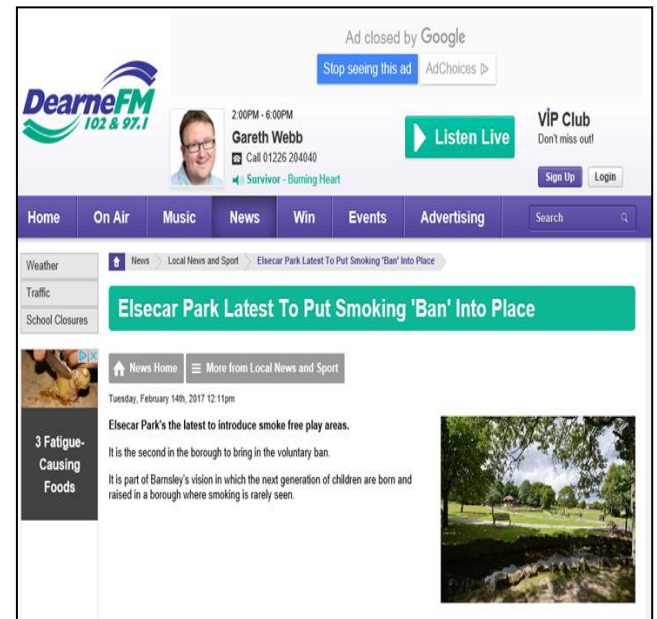 Ad closed by Google
Stop seeing this ad AdChoices
DearneFM
102 & 97.1
2:00PM - 6:00PM
Gareth Webb
Call 01226 204040
Survivor - Burning Heart
Listen Live
VIP Club
Don't miss out!
Sign Up Login
Home On Air Music News Win Events Advertising Search
Weather
Traffic
School Closures
News Local News and Sport Elsecar Park Latest To Put Smoking 'Ban' Into Place
Elsecar Park Latest To Put Smoking 'Ban' Into Place
News Home More from Local News and Sport
Tuesday, February 14th, 2017 12:11pm
Elsecar Park's the latest to introduce smoke free play areas.
It is the second in the borough to bring in the voluntary ban.
It is part of Barnsley's vision in which the next generation of children are born and
raised in a borough where smoking is rarely seen.
3 Fatigue-
Causing
Foods